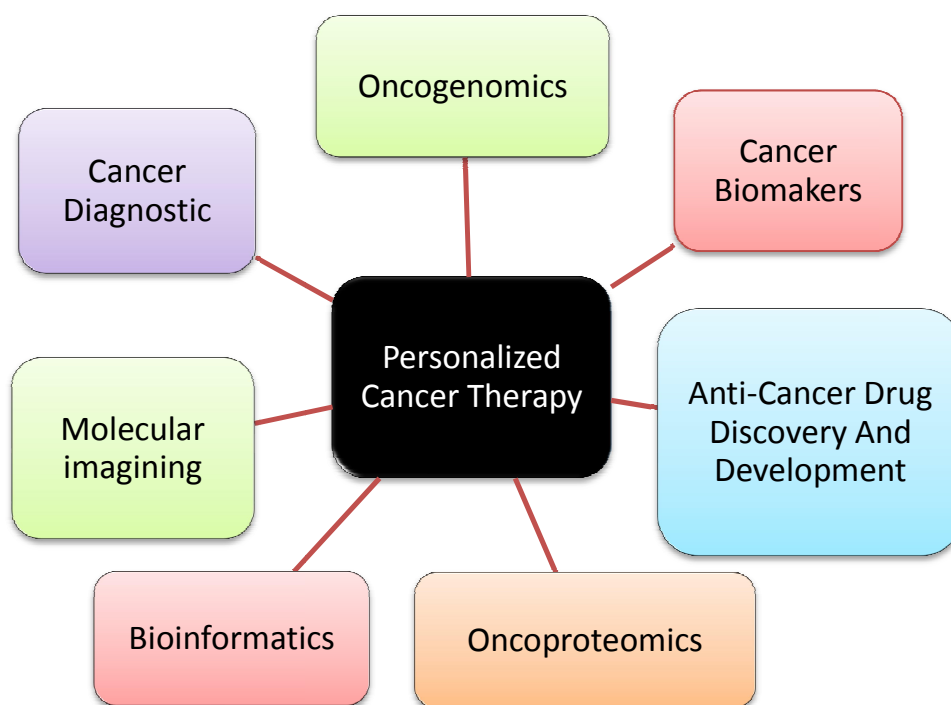 Oncogenomics
Cancer
Diagnostic
Cancer
Biomakers
Personalized
Cancer Therapy
Anti-Cancer Drug
Discovery And
Development
Molecular
imagining
Bioinformatics
Oncoproteomics